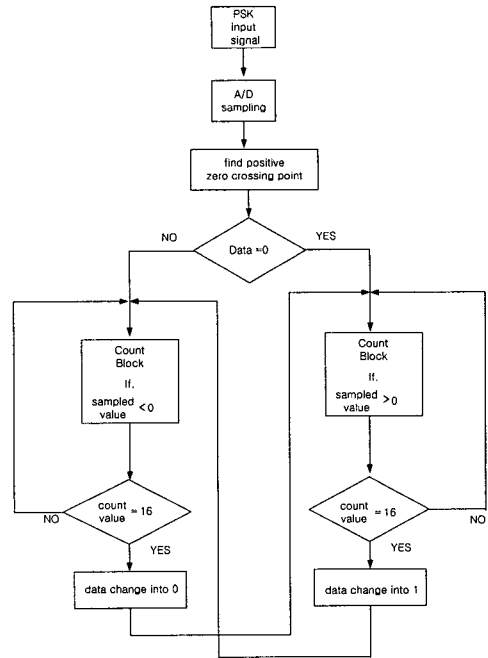 PSK
input
signal
A/D
sampling
find positive
zero crossing point
Data =0
NO
YES
Count
Block
If.
sampled
value <0
count
value = 16
NO
YES
data change into 0
Count
Block
If.
sampled
value >0
count
value = 16
NO
YES
data change into 1